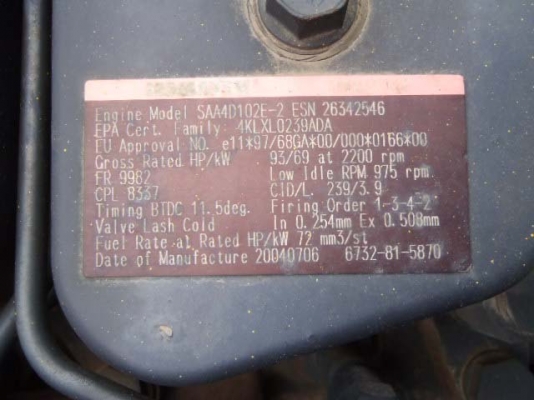 Engine Model SAA4D102E-2 ESN 26342546
EPA Cert. Family: 4KLXL0239ADA
EU Approval NO. e11*97/68GA*00/000*0166*00
Gross Rated HP/kW 93/69 at 2200 rpm
FR 9982 Low Idle RPM 975 rpm.
CPL 8337 CID/L. 239/3.9
Timing BTDC 11.5deg. Firing Order 1-3-4-2
Valve Lash Cold In 0.254mm Ex 0.508mm
Fuel Rate at Rated HP/kW 72 mm3/st
Date of Manufacture 20040706 6732-81-5870